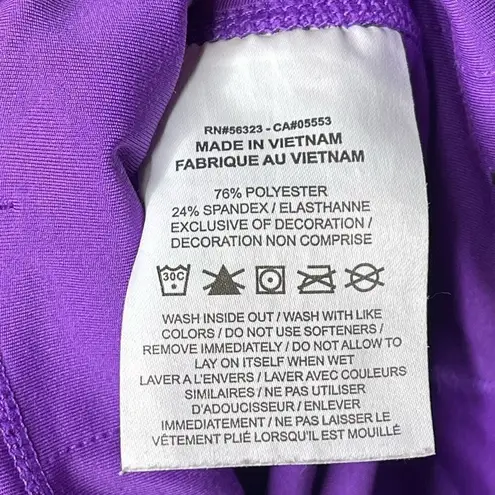 RN#56323 - CA#05553
MADE IN VIETNAM
FABRIQUE AU VIETNAM
76% POLYESTER
24% SPANDEX / ELASTHANNE
EXCLUSIVE OF DECORATION /
DECORATION NON COMPRISE
30C
WASH INSIDE OUT / WASH WITH LIKE
COLORS / DO NOT USE SOFTENERS /
REMOVE IMMEDIATELY / DO NOT ALLOW TO
LAY ON ITSELF WHEN WET
LAVER A L'ENVERS / LAVER AVEC COULEURS
SIMILAIRES / NE PAS UTILISER
D'ADOUCISSEUR / ENLEVER
IMMEDIATEMENT / NE PAS LAISSER LE
VÊTEMENT PLIÉ LORSQU'IL EST MOUILLÉ